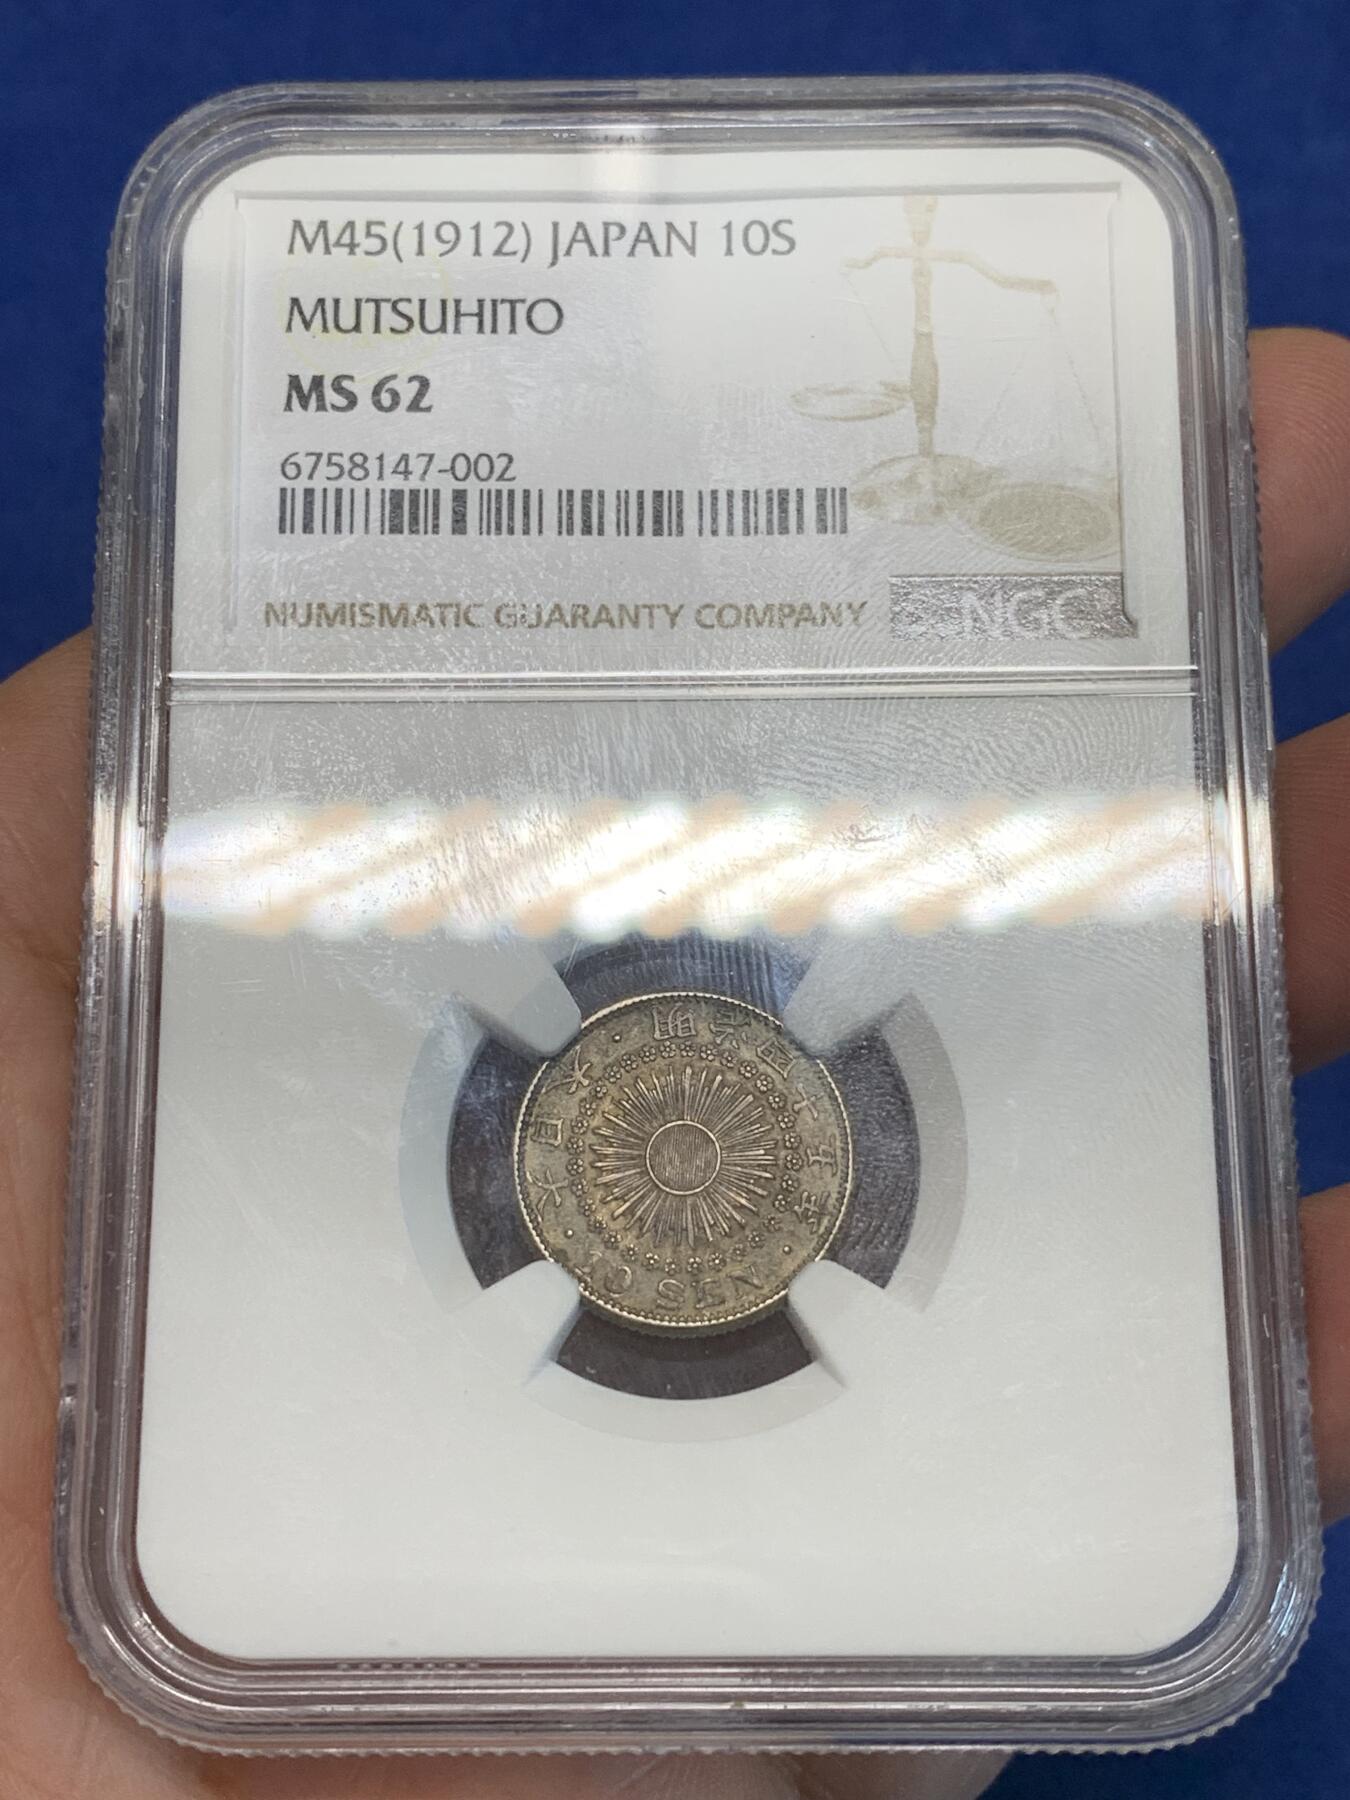 M45(1912) JAPAN 10S
MUTSUHITO
MS 62
6758147-002
NUMISMATIC GUARANTY COMPANY
NGC
大日本・明治四十五年・10 SEN・